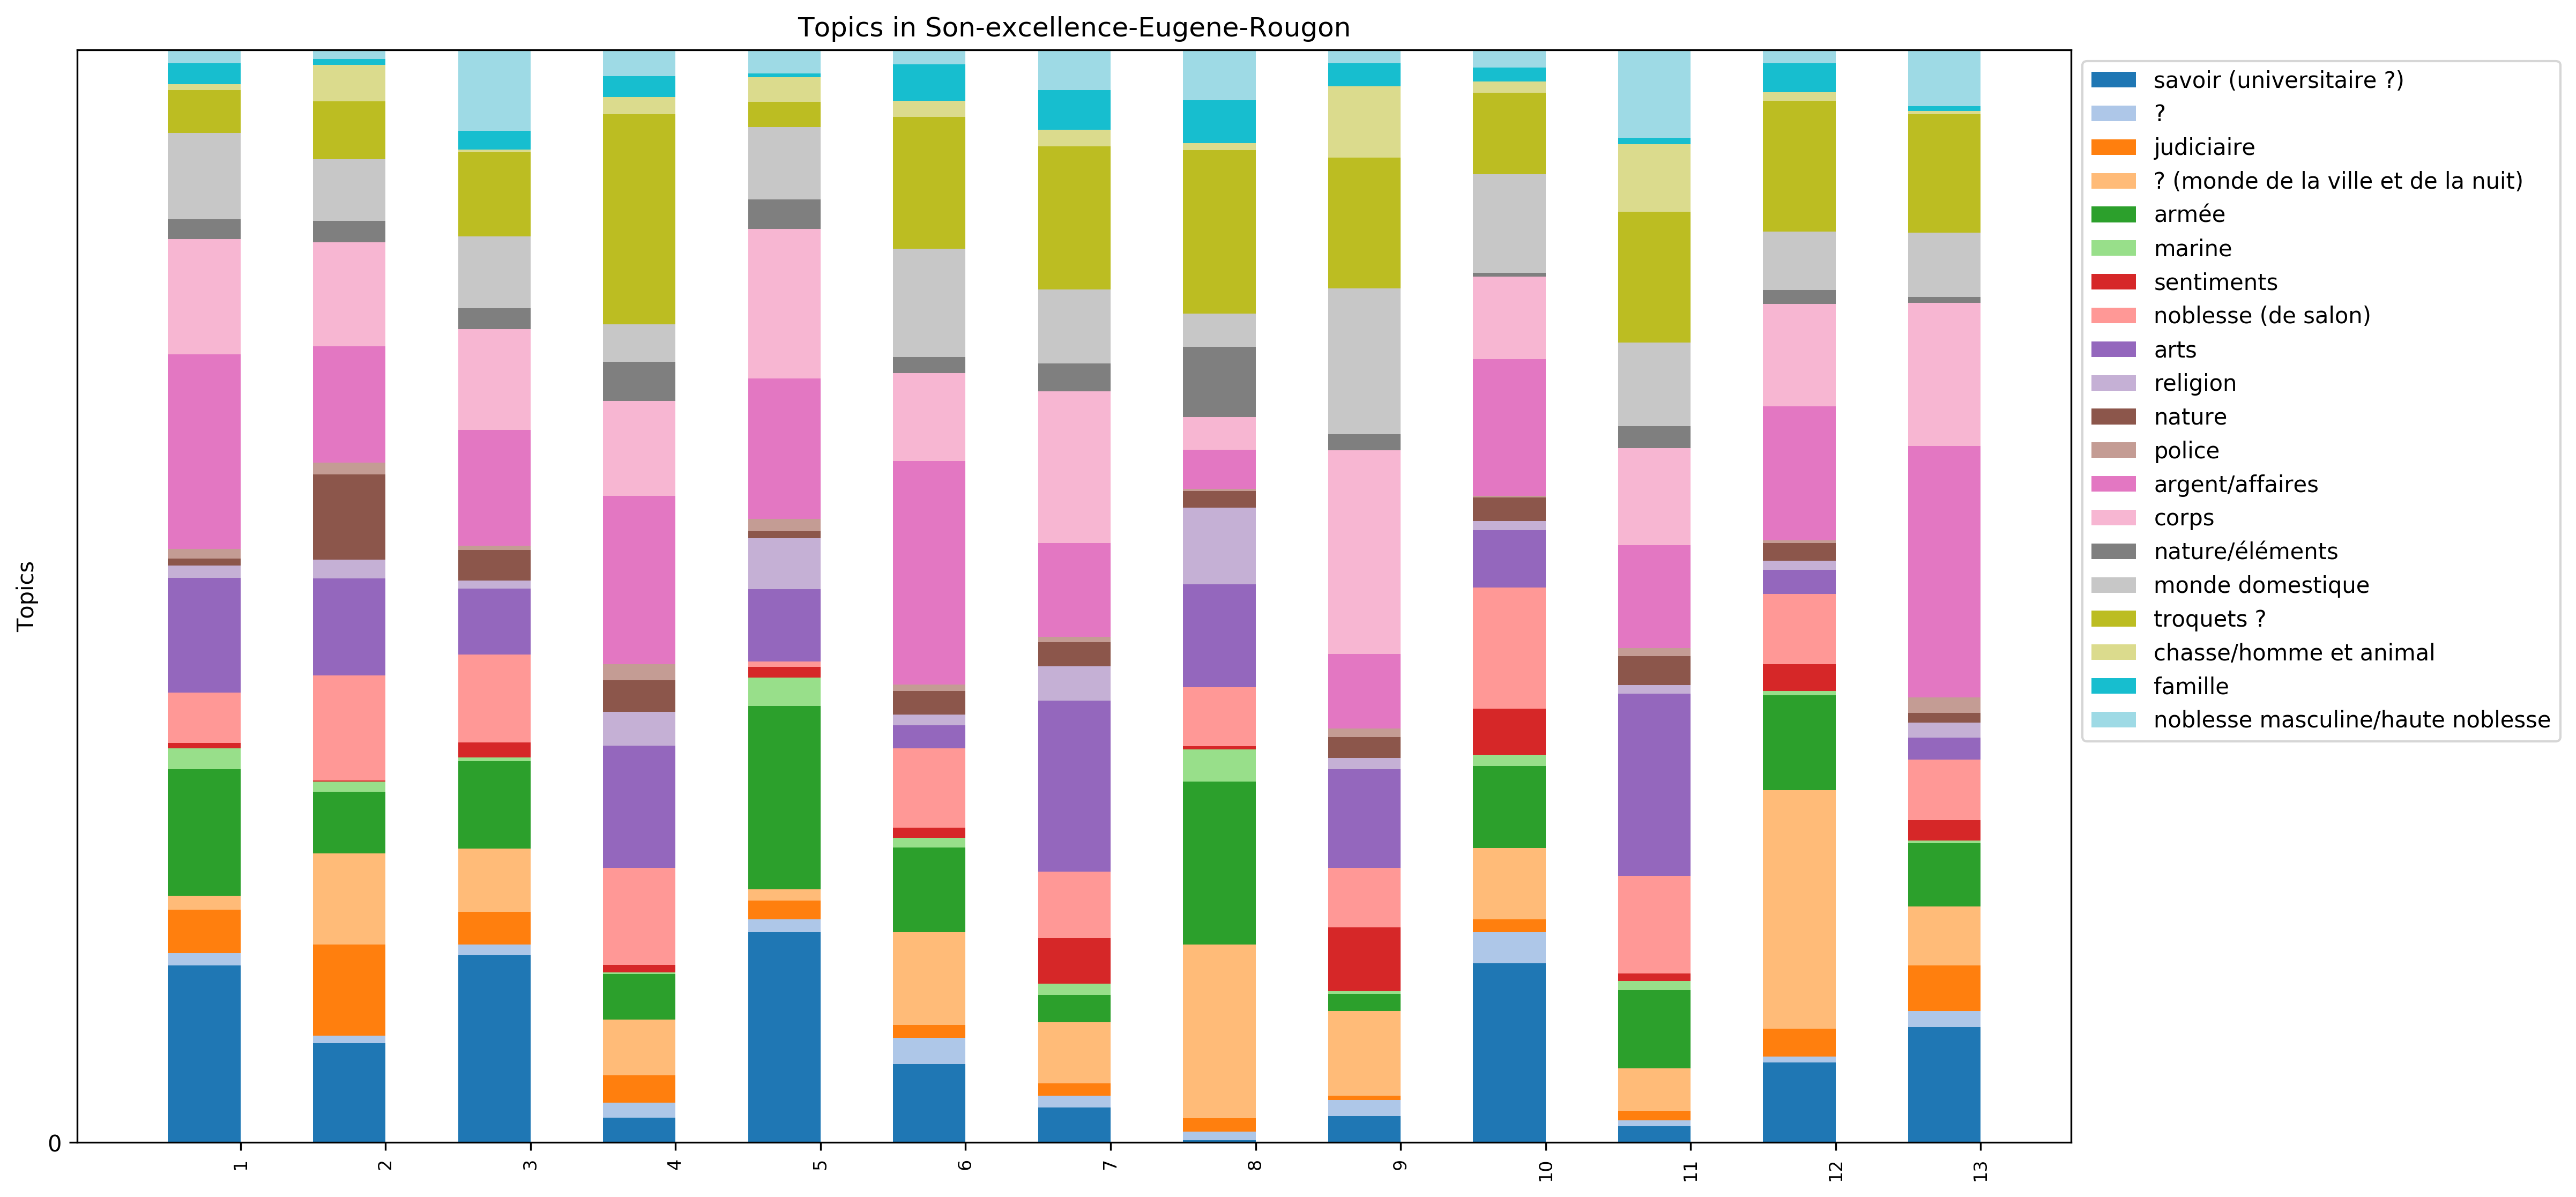 Topics in Son-excellence-Eugene-Rougon
Topics
0
1
2
3
4
5
6
7
8
9
10
11
12
13
savoir (universitaire ?)
?
judiciaire
? (monde de la ville et de la nuit)
armée
marine
sentiments
noblesse (de salon)
arts
religion
nature
police
argent/affaires
corps
nature/éléments
monde domestique
troquets ?
chasse/homme et animal
famille
noblesse masculine/haute noblesse